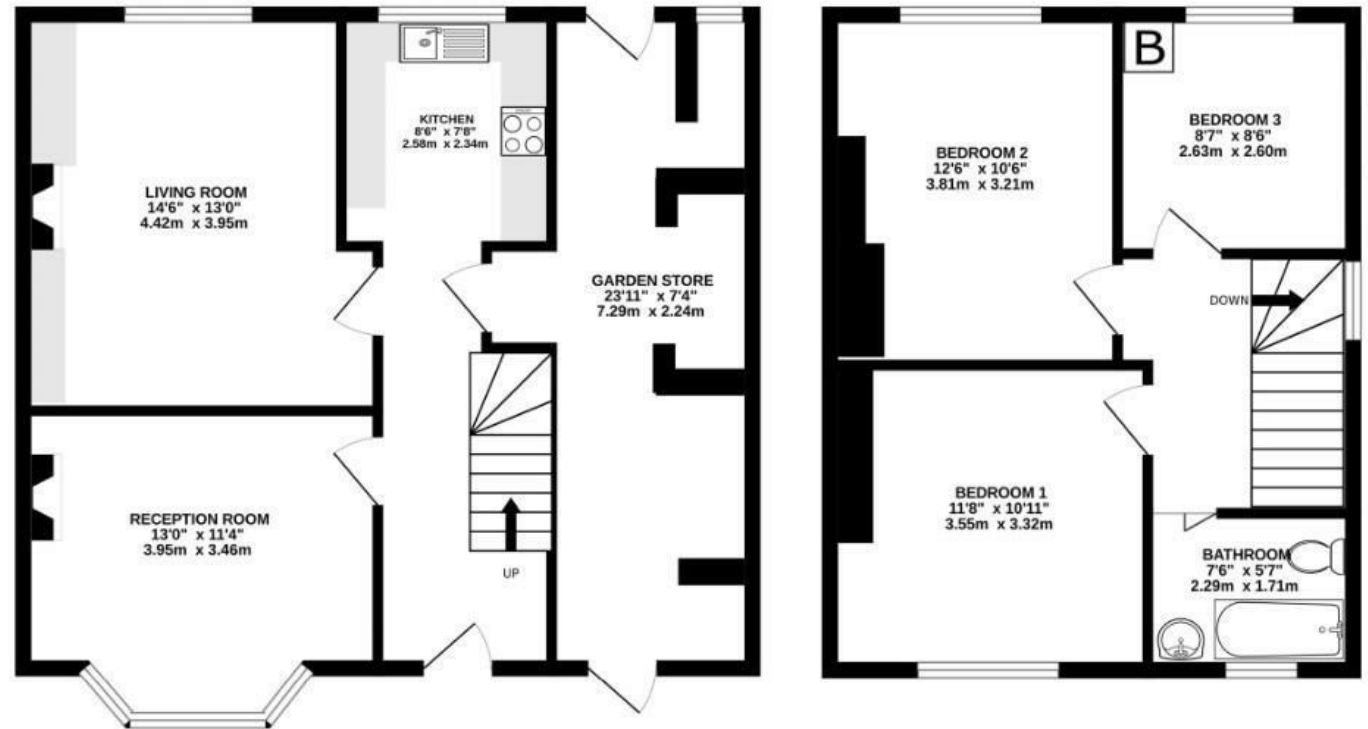 LIVING ROOM
14'6" x 13'0"
4.42m x 3.95m
KITCHEN
8'6" x 7'8"
2.58m x 2.34m
GARDEN STORE
23'11" x 7'4"
7.29m x 2.24m
RECEPTION ROOM
13'0" x 11'4"
3.95m x 3.46m
UP
BEDROOM 2
12'6" x 10'6"
3.81m x 3.21m
B
BEDROOM 3
8'7" x 8'6"
2.63m x 2.60m
DOWN
BEDROOM 1
11'8" x 10'11"
3.55m x 3.32m
BATHROOM
7'6" x 5'7"
2.29m x 1.71m